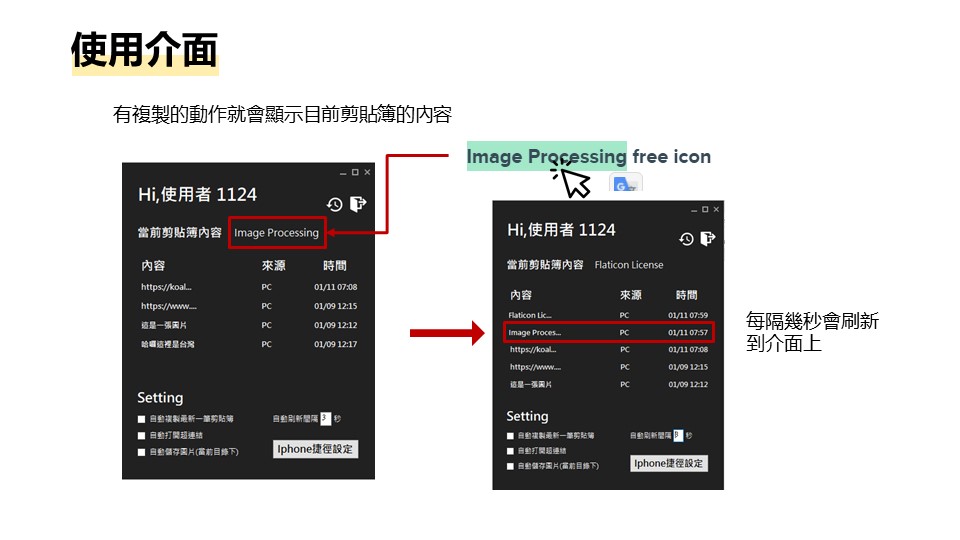 使用介面
有複製的動作就會顯示目前剪貼簿的內容
Image Processing free icon
Hi,使用者 1124
當前剪貼簿內容 Image Processing
內容 來源 時間
https://koal... PC 01/11 07:08
https://www.... PC 01/09 12:15
這是一張圖片 PC 01/09 12:12
哈囉這裡是台灣 PC 01/09 12:17
Setting
自動複製最新一筆剪貼簿 自動刷新間隔 3 秒
自動打開超連結
自動儲存圖片(當前目錄下) Iphone捷徑設定
Hi,使用者 1124
當前剪貼簿內容 Flaticon License
內容 來源 時間
Flaticon Lic... PC 01/11 07:59
Image Proces... PC 01/11 07:57
https://koal... PC 01/11 07:08
https://www.... PC 01/09 12:15
這是一張圖片 PC 01/09 12:12
Setting
自動複製最新一筆剪貼簿 自動刷新間隔 秒
自動打開超連結
自動儲存圖片(當前目錄下) Iphone捷徑設定
每隔幾秒會刷新
到介面上